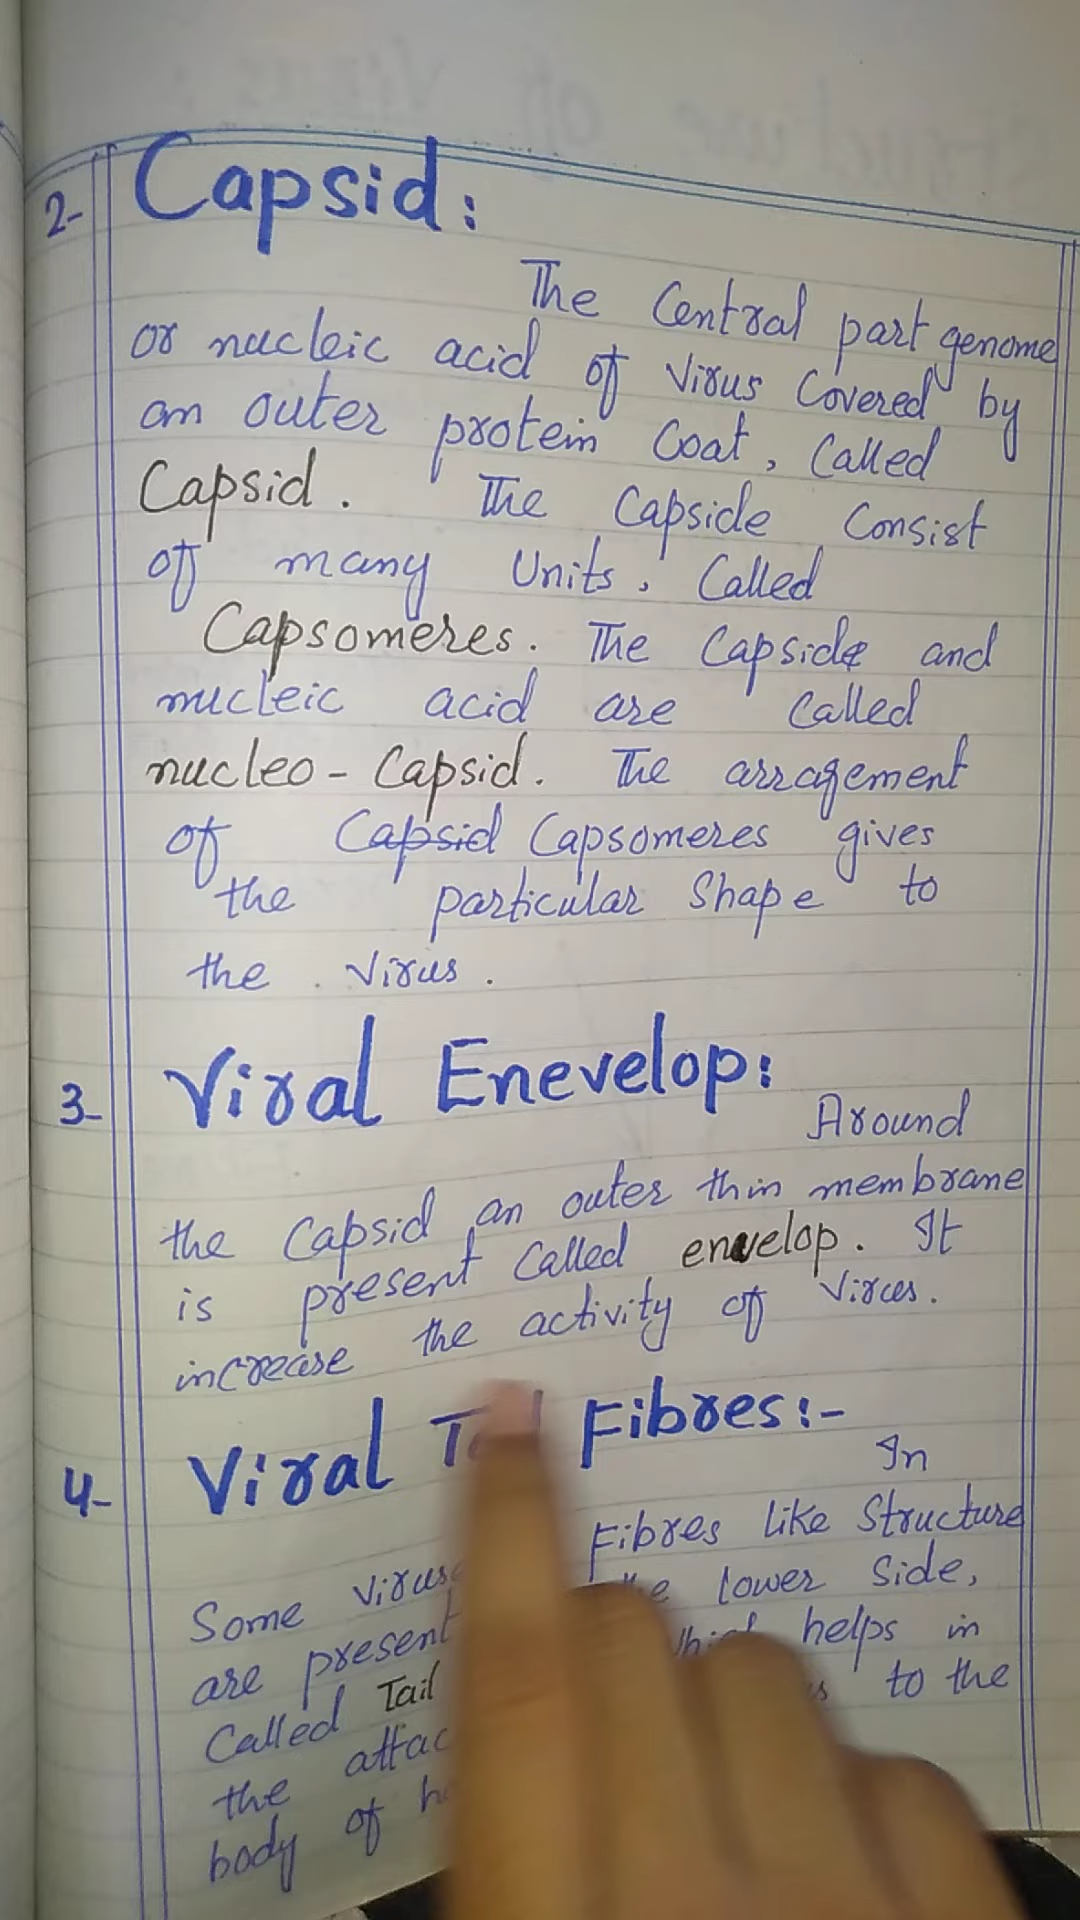 2- Capsid:
The Central part genome
or nucleic acid of virus Covered by
an outer protein Coat, Called
Capsid. The Capside Consist
of many Units, Called
Capsomeres. The Capside and
nucleic acid are Called
nucleo-Capsid. The arragement
of Capsid Capsomeres gives
the particular Shape to
the . virus.
3- Viral Enevelop:
Around
the Capsid an outer thin membrane
is present Called envelop. It
increase the activity of Virus.
4- Viral Fibres:-
In
Some Fibres like Structure
are present lower Side,
Called Tail helps in
the to the
body of